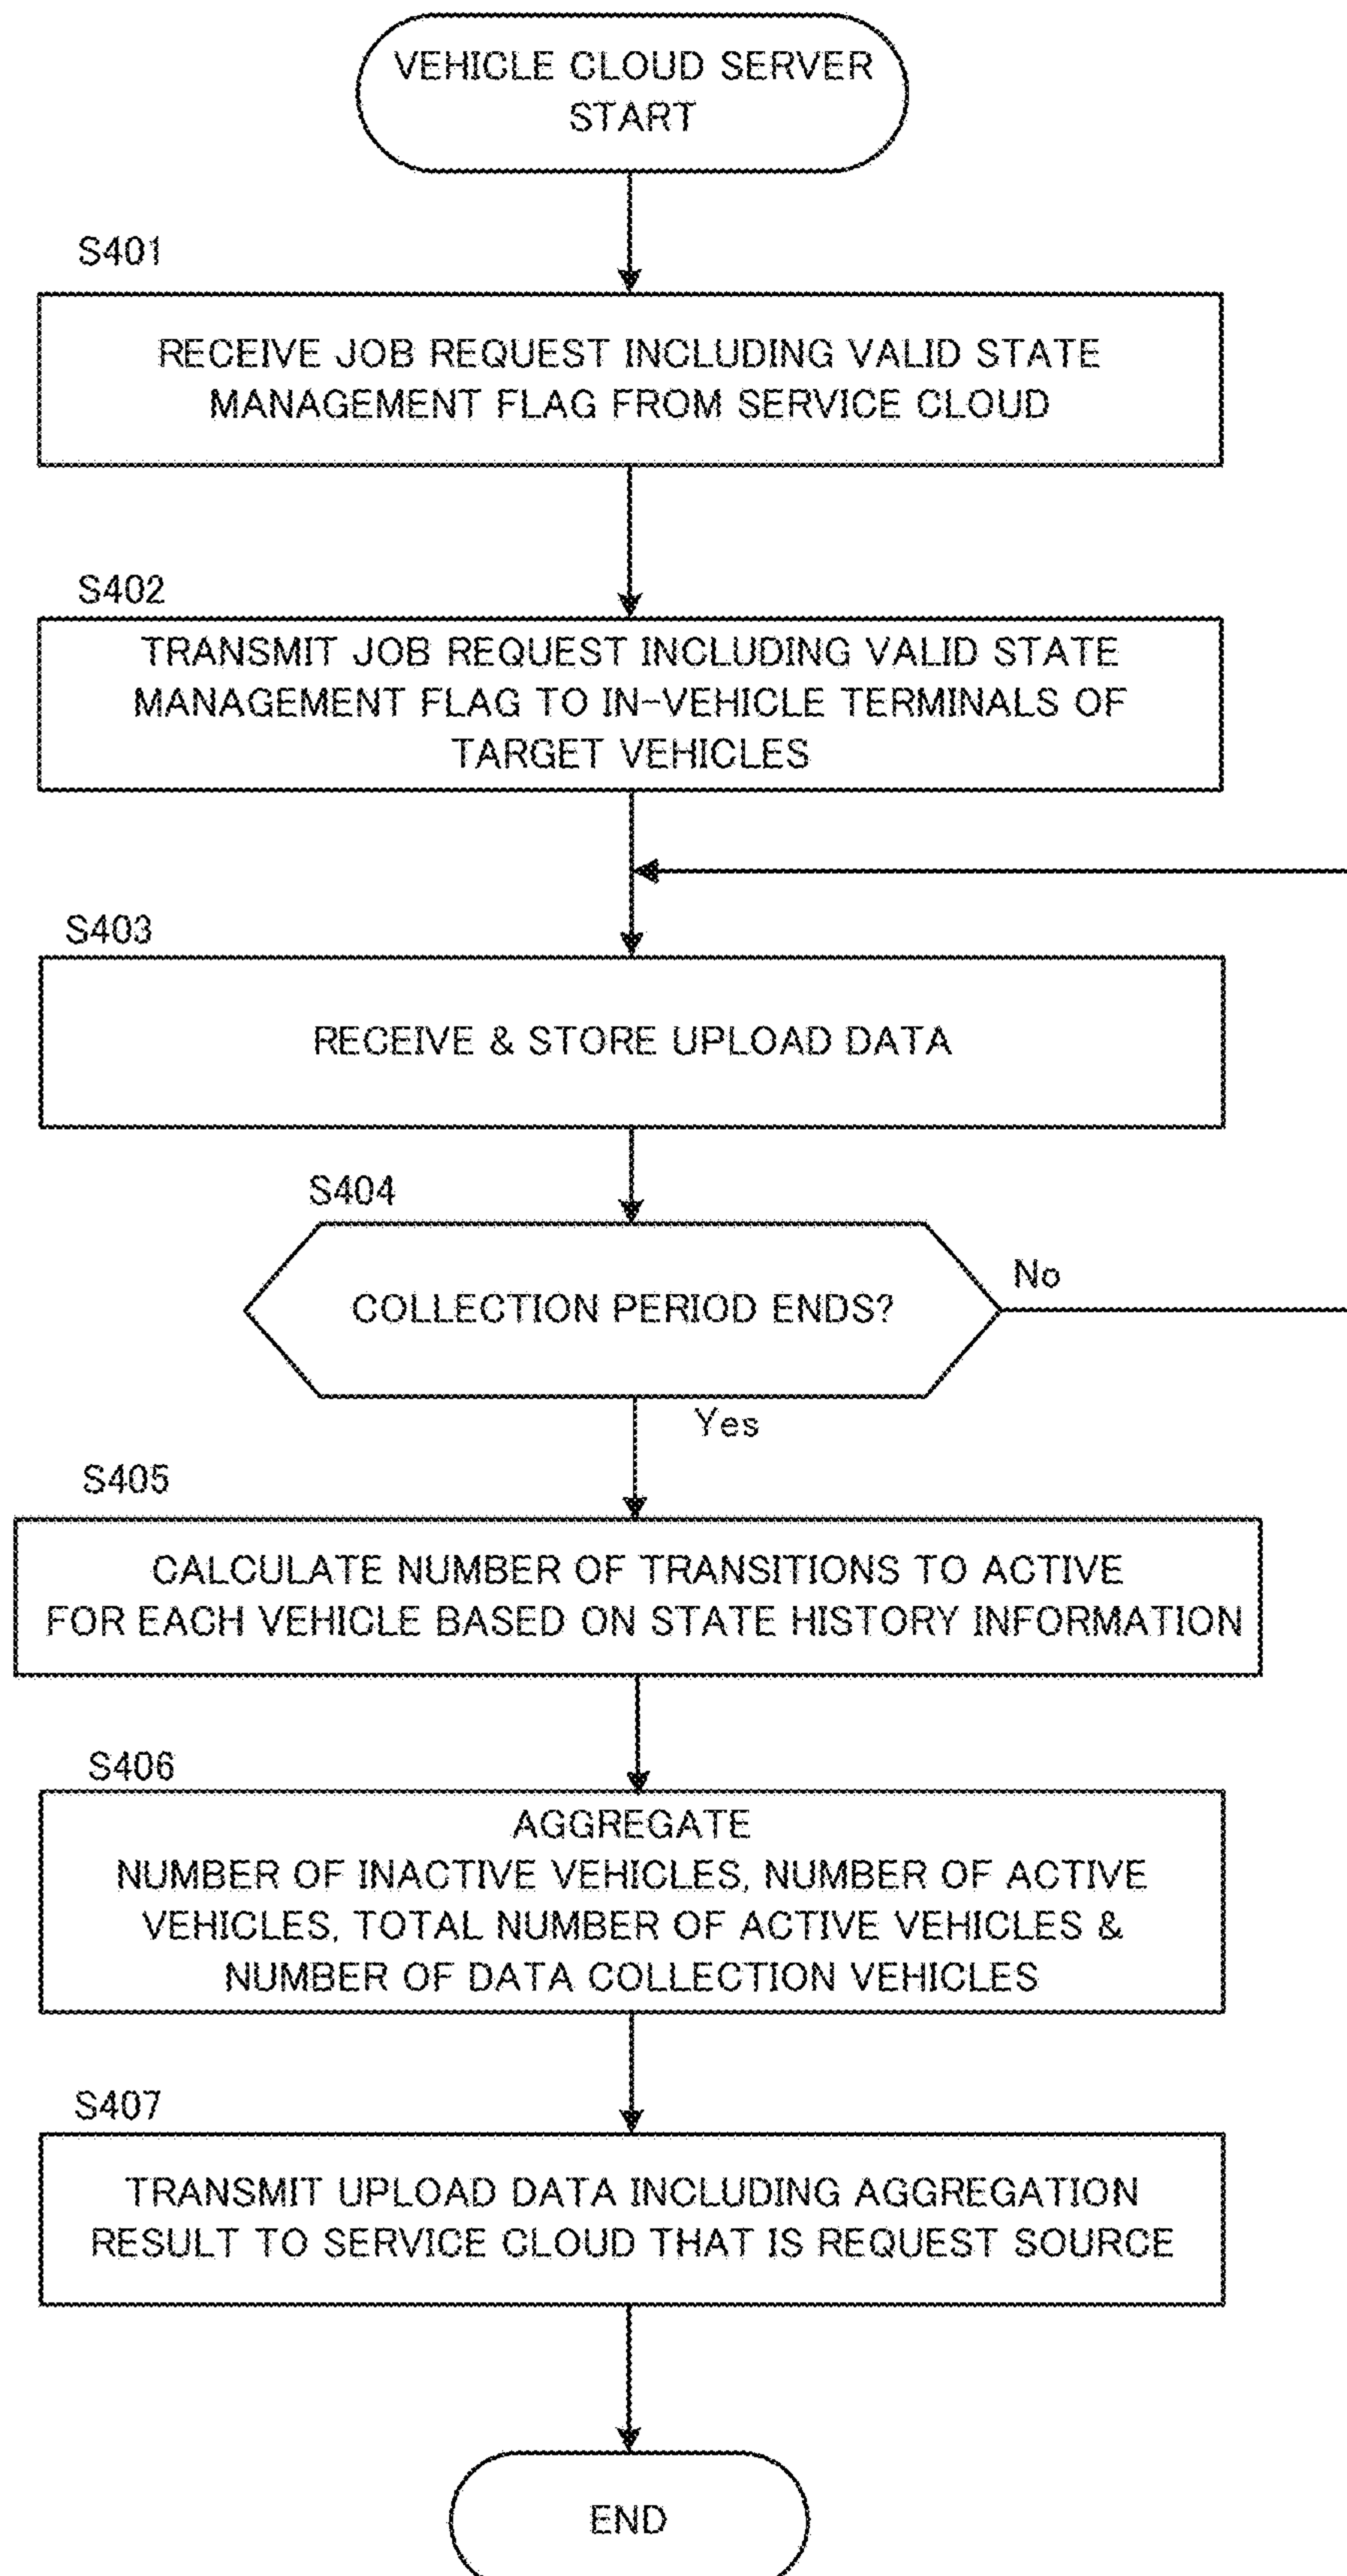 VEHICLE CLOUD SERVER
START
S401
RECEIVE JOB REQUEST INCLUDING VALID STATE
MANAGEMENT FLAG FROM SERVICE CLOUD
S402
TRANSMIT JOB REQUEST INCLUDING VALID STATE
MANAGEMENT FLAG TO IN-VEHICLE TERMINALS OF
TARGET VEHICLES
S403
RECEIVE & STORE UPLOAD DATA
S404
COLLECTION PERIOD ENDS?
No
Yes
S405
CALCULATE NUMBER OF TRANSITIONS TO ACTIVE
FOR EACH VEHICLE BASED ON STATE HISTORY INFORMATION
S406
AGGREGATE
NUMBER OF INACTIVE VEHICLES, NUMBER OF ACTIVE
VEHICLES, TOTAL NUMBER OF ACTIVE VEHICLES &
NUMBER OF DATA COLLECTION VEHICLES
S407
TRANSMIT UPLOAD DATA INCLUDING AGGREGATION
RESULT TO SERVICE CLOUD THAT IS REQUEST SOURCE
END